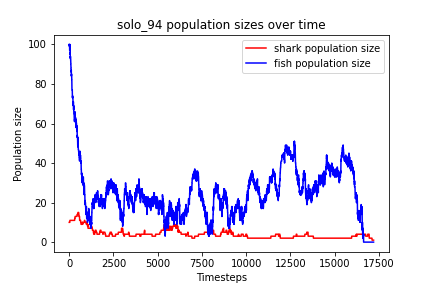 solo_94 population sizes over time
shark population size
fish population size
Population size
100
80
60
40
20
0
0 2500 5000 7500 10000 12500 15000 17500
Timesteps